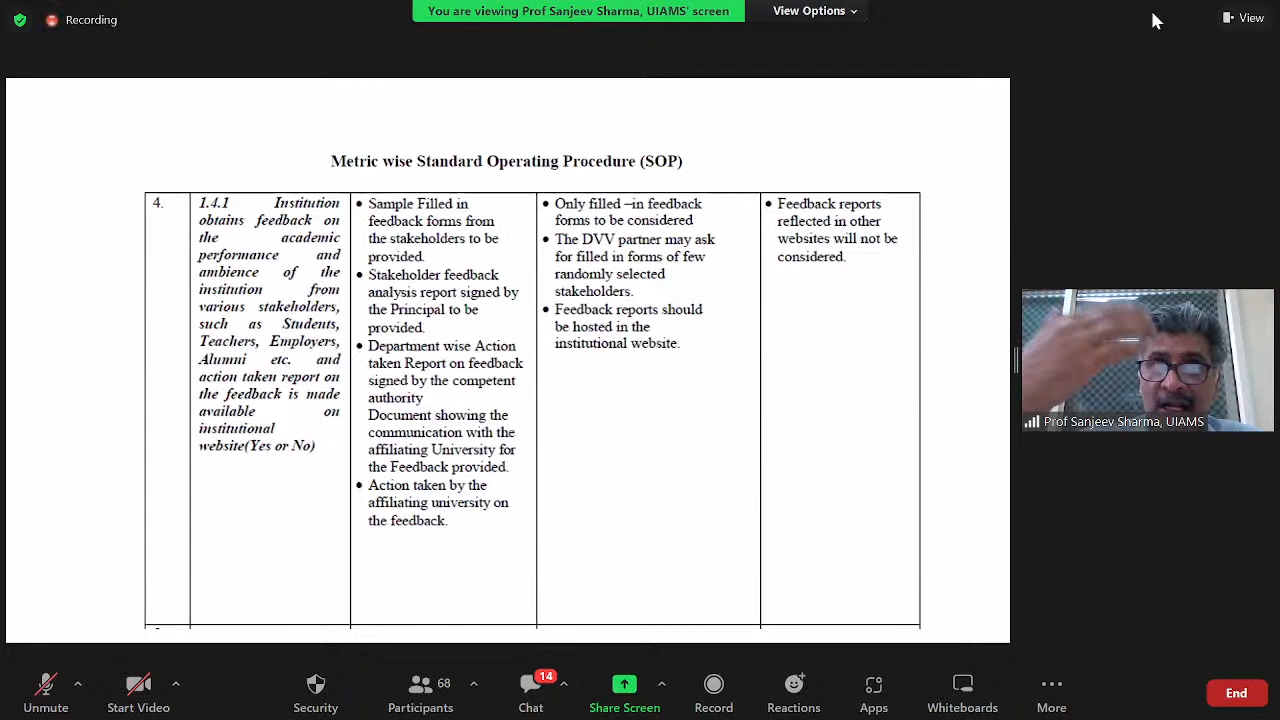 Recording
You are viewing Prof Sanjeev Sharma, UIAMS' screen
View Options
View
Metric wise Standard Operating Procedure (SOP)
4.
1.4.1 Institution
obtains feedback on
the academic
performance and
ambience of the
institution from
various stakeholders,
such as Students,
Teachers, Employers,
Alumni etc. and
action taken report on
the feedback is made
available on
institutional
website(Yes or No)
• Sample Filled in
feedback forms from
the stakeholders to be
provided.
• Stakeholder feedback
analysis report signed by
the Principal to be
provided.
• Department wise Action
taken Report on feedback
signed by the competent
authority
Document showing the
communication with the
affiliating University for
the Feedback provided.
• Action taken by the
affiliating university on
the feedback.
• Only filled –in feedback
forms to be considered
• The DVV partner may ask
for filled in forms of few
randomly selected
stakeholders.
• Feedback reports should
be hosted in the
institutional website.
• Feedback reports
reflected in other
websites will not be
considered.
Prof Sanjeev Sharma, UIAMS
Unmute
Start Video
Security
68
Participants
14
Chat
Share Screen
Record
Reactions
Apps
Whiteboards
More
End